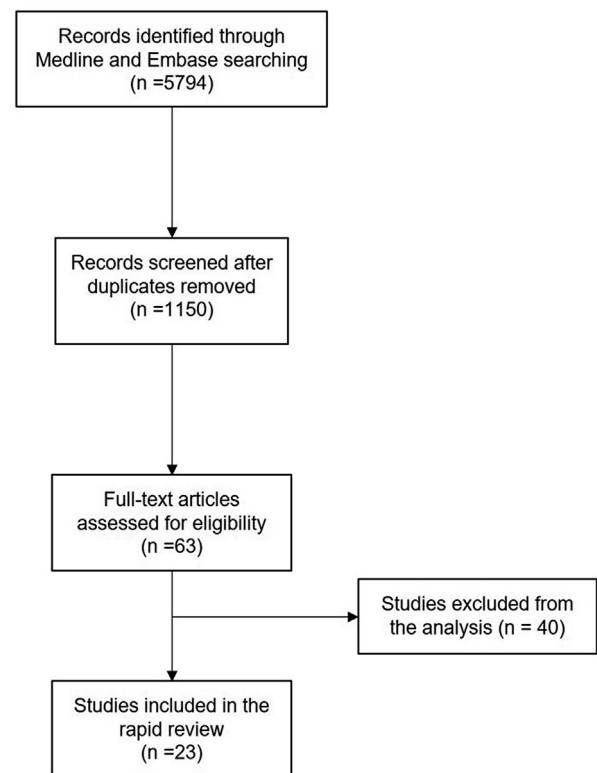 Records identified through
Medline and Embase searching
(n =5794)
Records screened after
duplicates removed
(n =1150)
Full-text articles
assessed for eligibility
(n =63)
Studies excluded from
the analysis (n = 40)
Studies included in the
rapid review
(n =23)